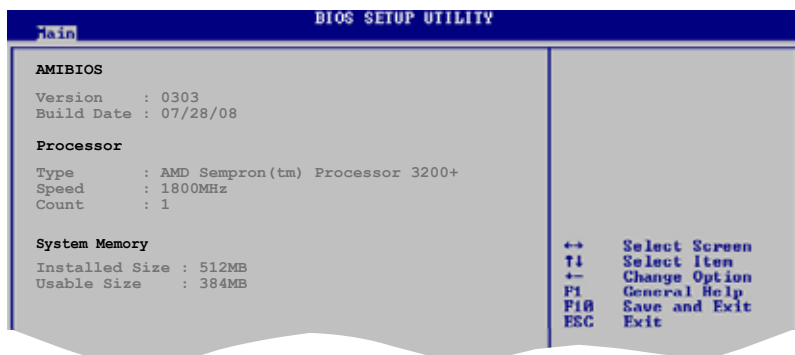 BIOS SETUP UTILITY
Main
AMIBIOS
Version : 0303
Build Date : 07/28/08
Processor
Type : AMD Sempron(tm) Processor 3200+
Speed : 1800MHz
Count : 1
System Memory
Installed Size : 512MB
Usable Size : 384MB
↔ Select Screen
↑↓ Select Item
+- Change Option
F1 General Help
F10 Save and Exit
ESC Exit